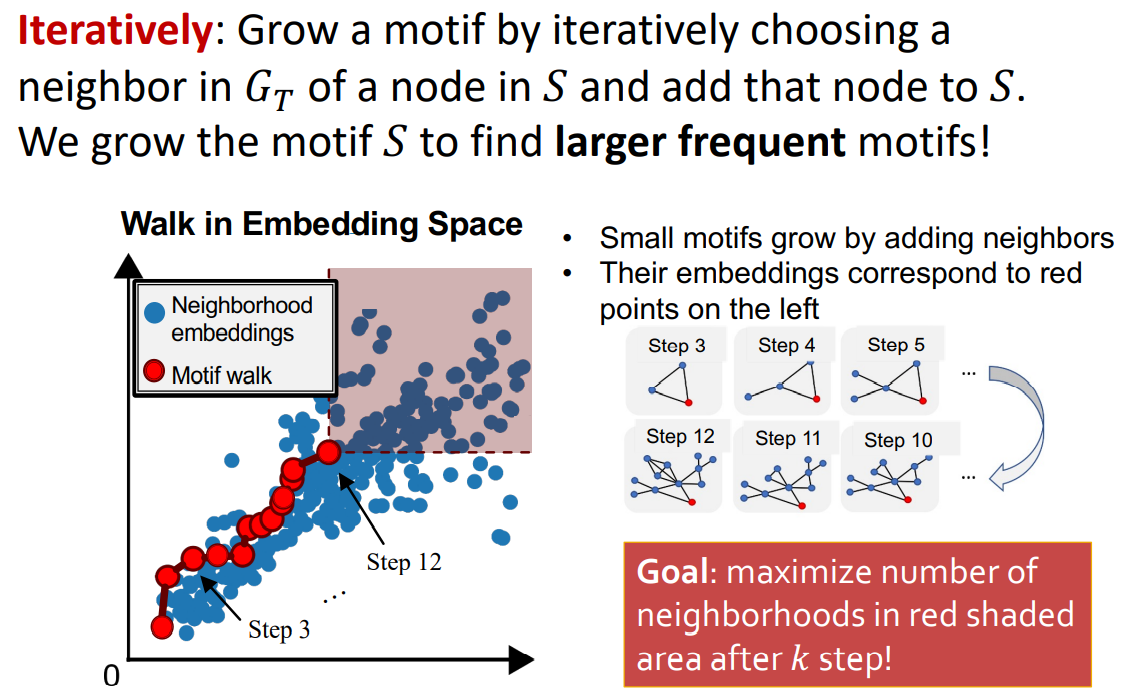 Iteratively: Grow a motif by iteratively choosing a
neighbor in G_T of a node in S and add that node to S.
We grow the motif S to find larger frequent motifs!
Walk in Embedding Space
Neighborhood
embeddings
Motif walk
Step 12
...
Step 3
0
• Small motifs grow by adding neighbors
• Their embeddings correspond to red
points on the left
Step 3 Step 4 Step 5 ...
Step 12 Step 11 Step 10 ...
Goal: maximize number of
neighborhoods in red shaded
area after k step!